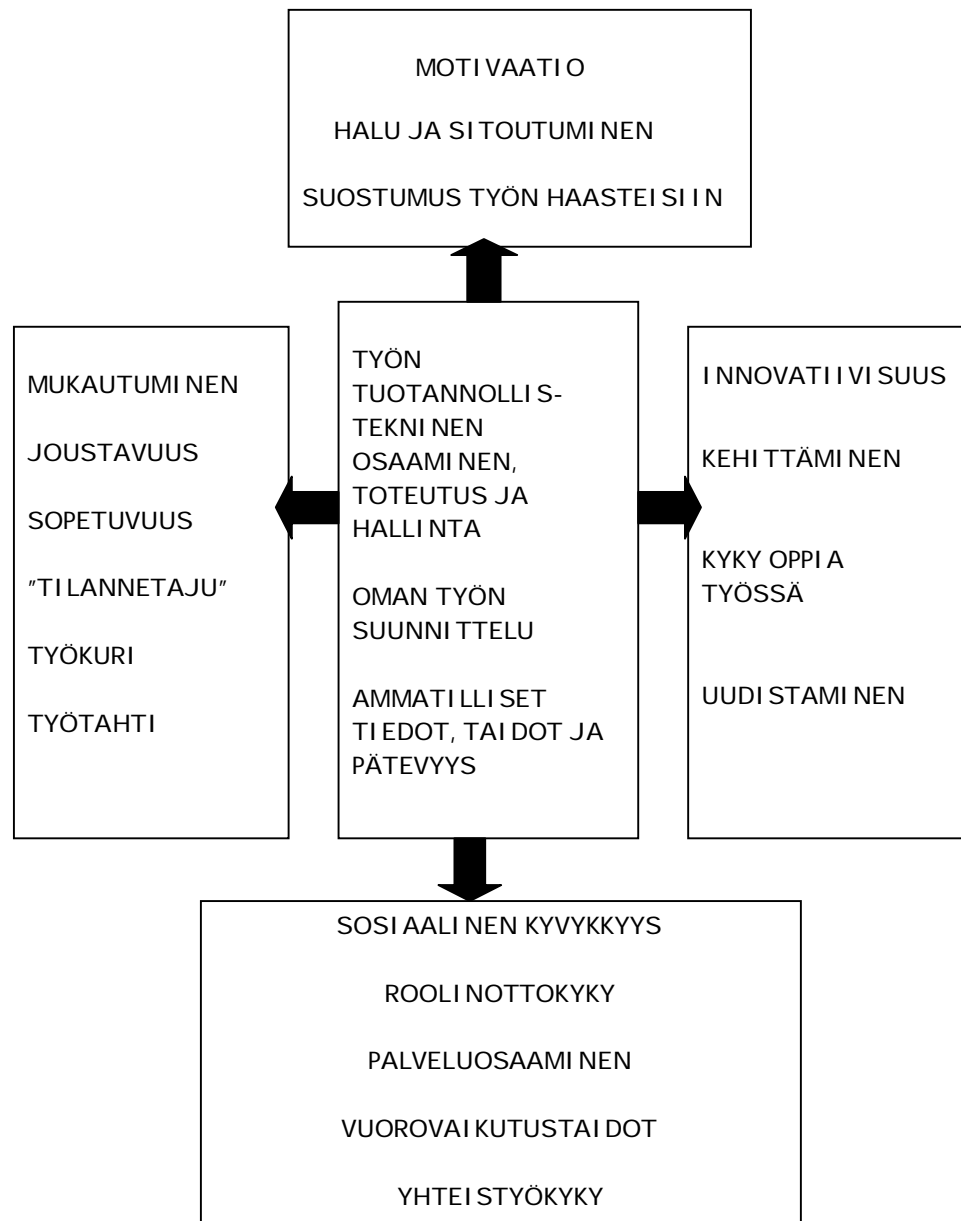 MOTIVAATIO
HALU JA SITOUTUMINEN
SUOSTUMUS TYÖN HAASTEISIIN
MUKAUTUMINEN
JOUSTAVUUS
SOPETUVUUS
"TILANNETAJU"
TYÖKURI
TYÖTAHTI
TYÖN
TUOTANNOLLIS-
TEKNINEN
OSAAMINEN,
TOTEUTUS JA
HALLINTA
OMAN TYÖN
SUUNNITTELU
AMMATILLISET
TIEDOT, TAIDOT JA
PÄTEVYYS
INNOVATIIVISUUS
KEHITTÄMINEN
KYKY OPPIA
TYÖSSÄ
UUDISTAMINEN
SOSIAALINEN KYVYKKYYS
ROOLINOTTOKYKY
PALVELUOSAAMINEN
VUOROVAIKUTUSTAIDOT
YHTEISTYÖKYKY